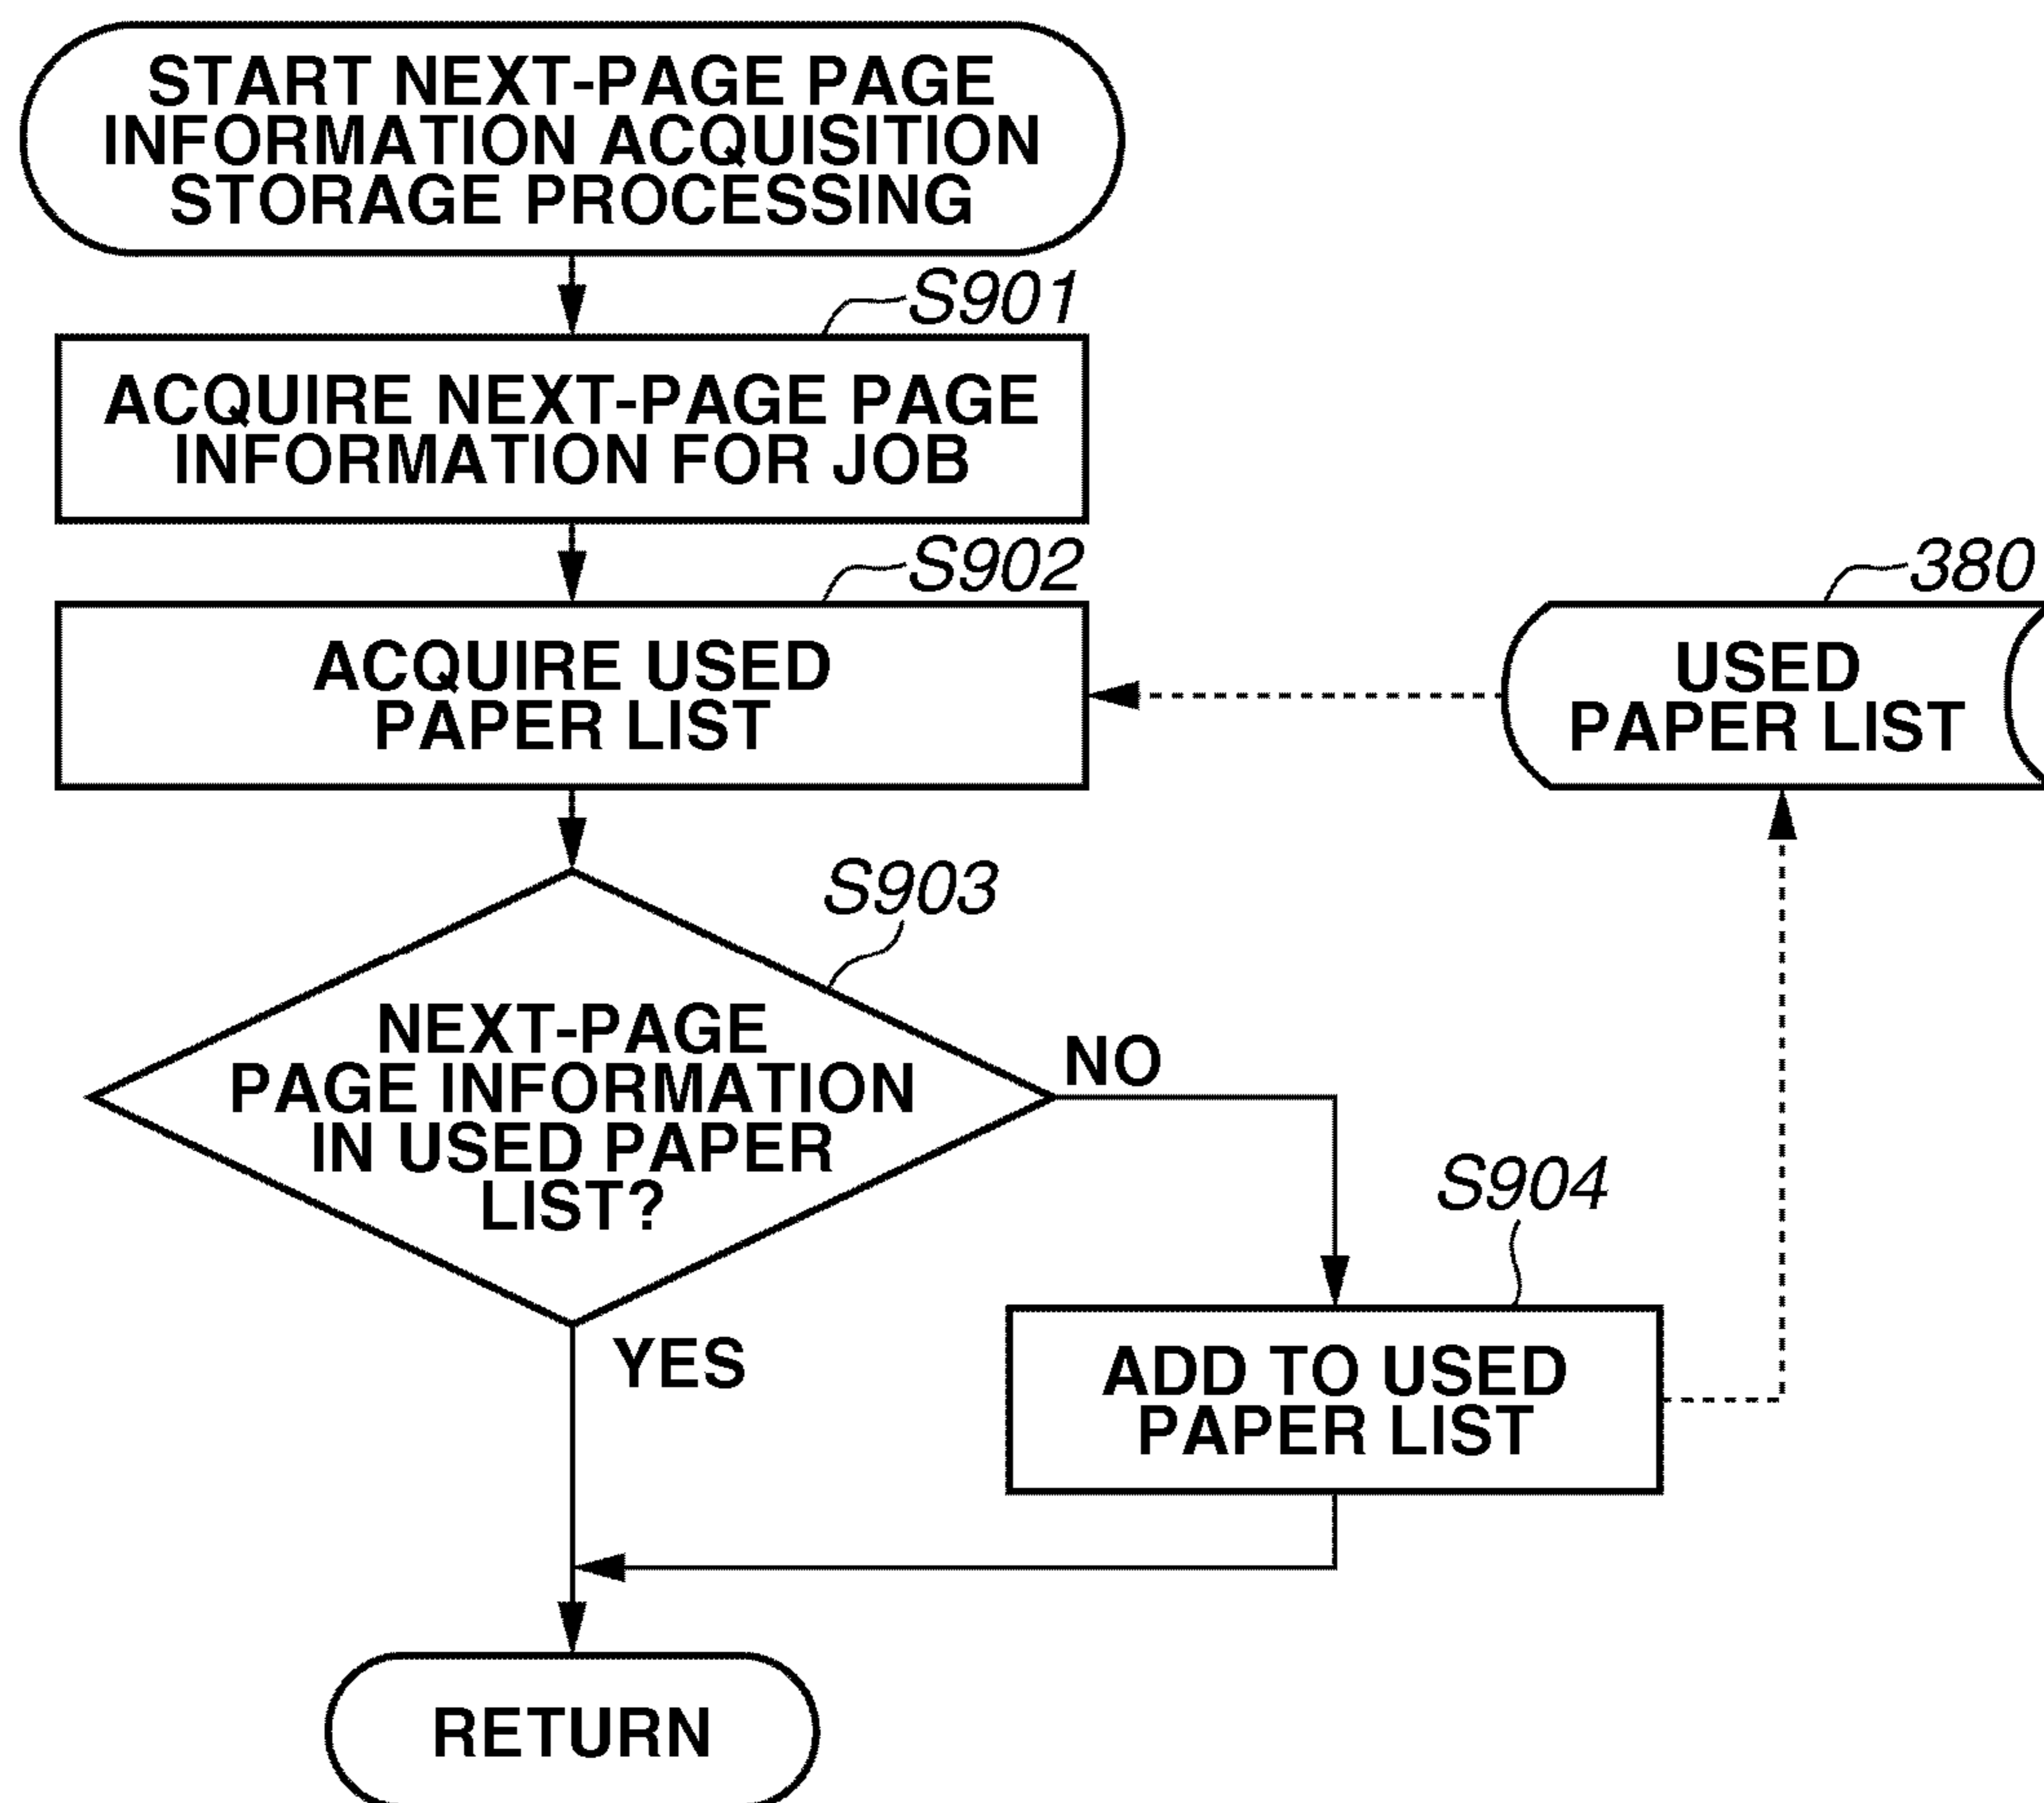 START NEXT-PAGE PAGE
INFORMATION ACQUISITION
STORAGE PROCESSING
S901
ACQUIRE NEXT-PAGE PAGE
INFORMATION FOR JOB
S902
ACQUIRE USED
PAPER LIST
380
USED
PAPER LIST
S903
NEXT-PAGE
PAGE INFORMATION
IN USED PAPER
LIST?
NO
YES
S904
ADD TO USED
PAPER LIST
RETURN